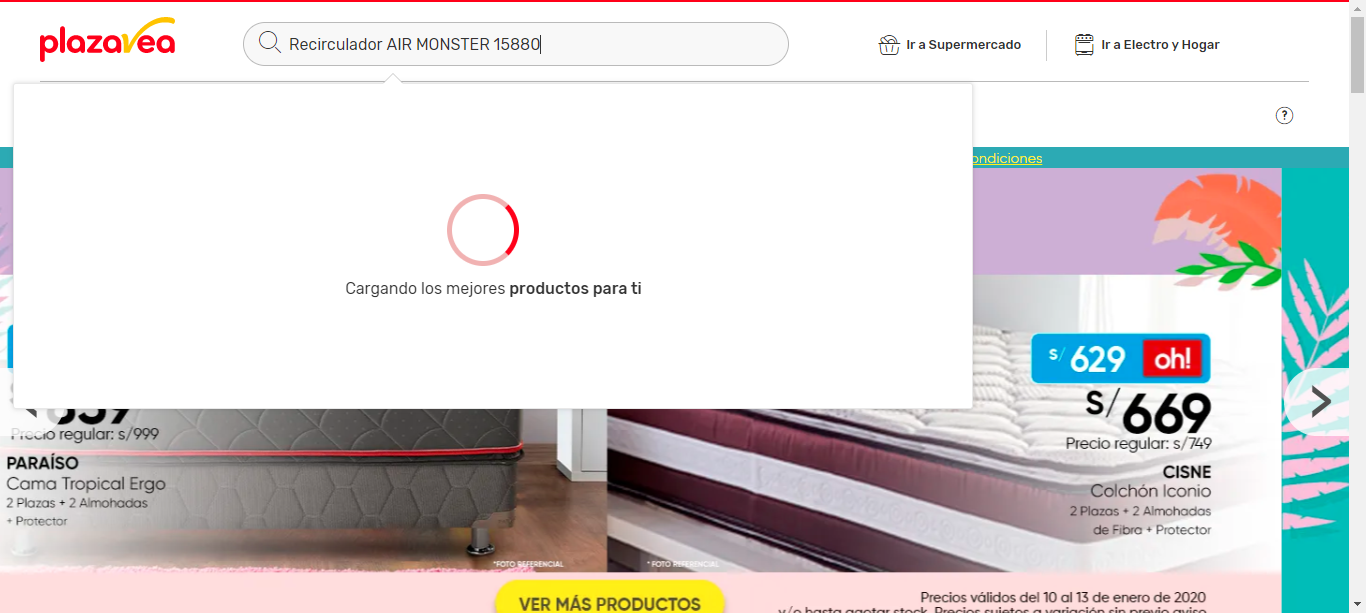 plazavea
Recirculador AIR MONSTER 15880
Ir a Supermercado
Ir a Electro y Hogar
?
Cargando los mejores productos para ti
S/ 629 oh!
S/ 669
Precio regular: s/749
CISNE
Colchón Iconio
2 Plazas + 2 Almohadas
de Fibra + Protector
Precio regular: s/999
PARAÍSO
Cama Tropical Ergo
2 Plazas + 2 Almohadas
+ Protector
*FOTO REFERENCIAL
* FOTO REFERENCIAL
VER MÁS PRODUCTOS
Precios válidos del 10 al 13 de enero de 2020
y/o hasta agotar stock. Precios sujetos a variación sin previo aviso